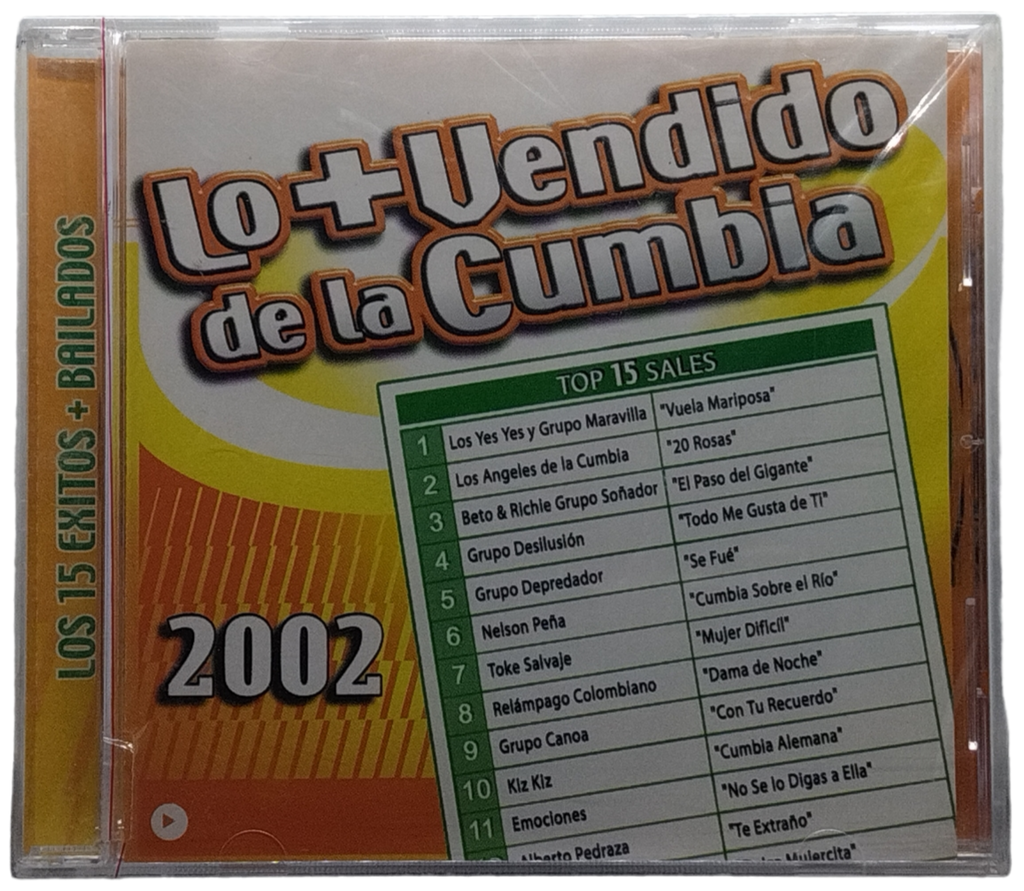 LOS 15 EXITOS + BAILADOS
Lo + Vendido
de la Cumbia
TOP 15 SALES
1 Los Yes Yes y Grupo Maravilla "Vuela Mariposa"
2 Los Angeles de la Cumbia "20 Rosas"
3 Beto & Richie Grupo Soñador "El Paso del Gigante"
4 Grupo Desilusión "Todo Me Gusta de Ti"
5 Grupo Depredador "Se Fué"
6 Nelson Peña "Cumbia Sobre el Río"
7 Toke Salvaje "Mujer Dificíl"
8 Relámpago Colombiano "Dama de Noche"
9 Grupo Canoa "Con Tu Recuerdo"
10 Kiz Kiz "Cumbia Alemana"
11 Emociones "No Se lo Digas a Ella"
Alberto Pedraza "Te Extraño"
Mujercita"
2002